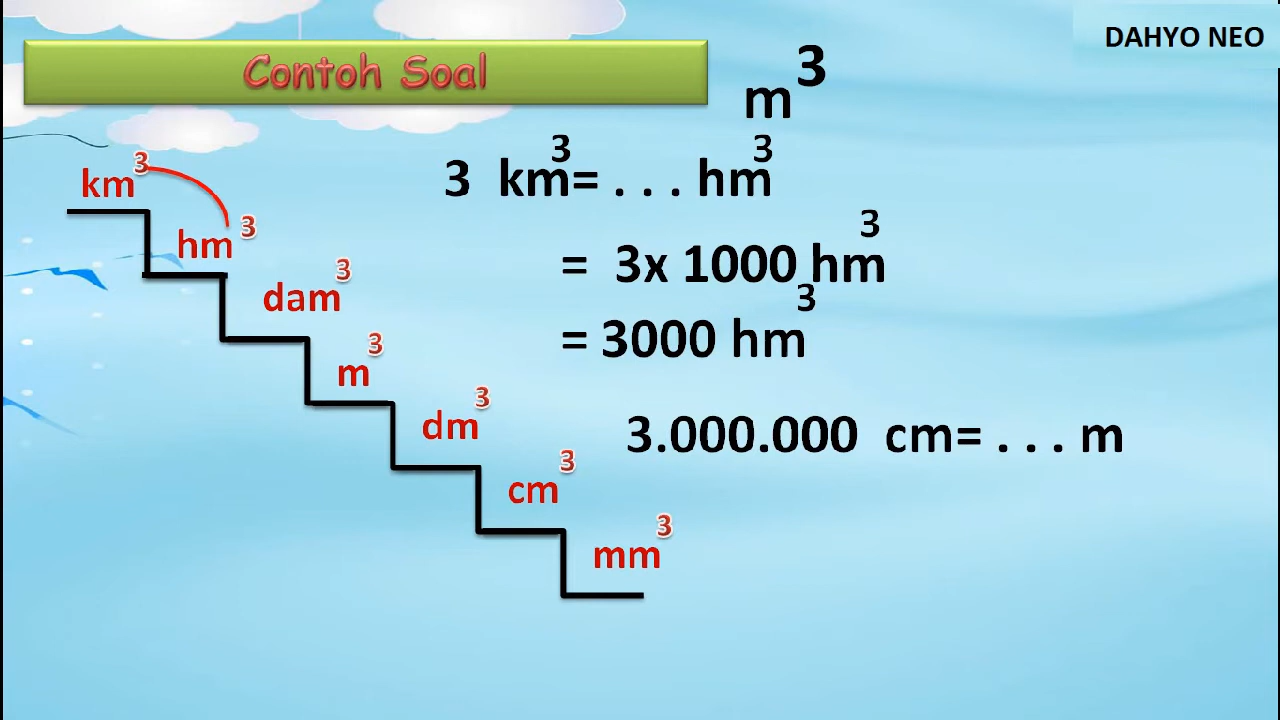 DAHYO NEO
Contoh Soal
m³
3 km³= . . . hm³
= 3x 1000 hm³
= 3000 hm³
3.000.000 cm= . . . m
km³
hm³
dam³
m³
dm³
cm³
mm³